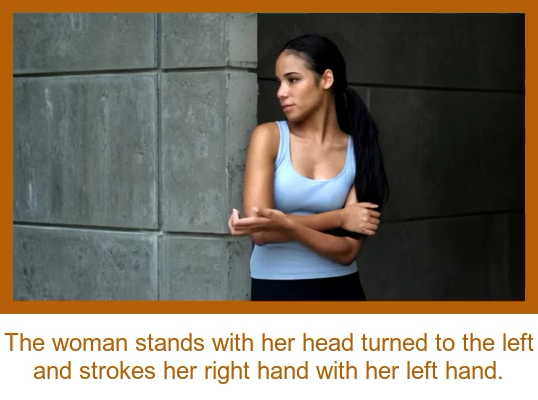 The woman stands with her head turned to the left
and strokes her right hand with her left hand.